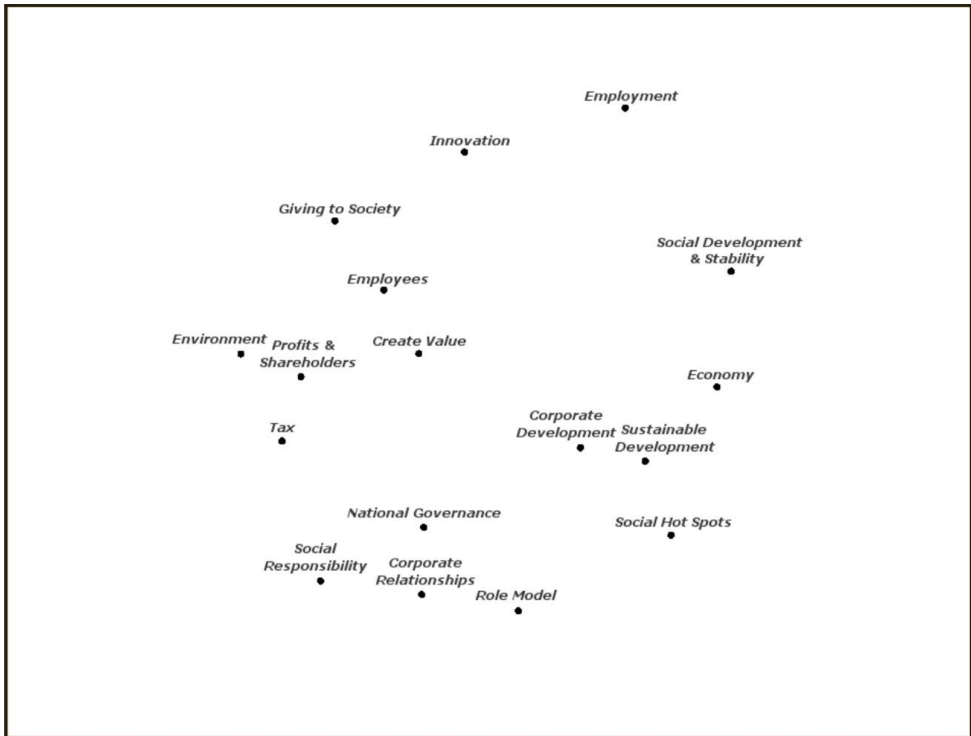 Employment
Innovation
Giving to Society
Social Development
& Stability
Employees
Environment
Profits &
Shareholders
Create Value
Economy
Corporate
Development
Sustainable
Development
Tax
National Governance
Social Hot Spots
Social
Responsibility
Corporate
Relationships
Role Model